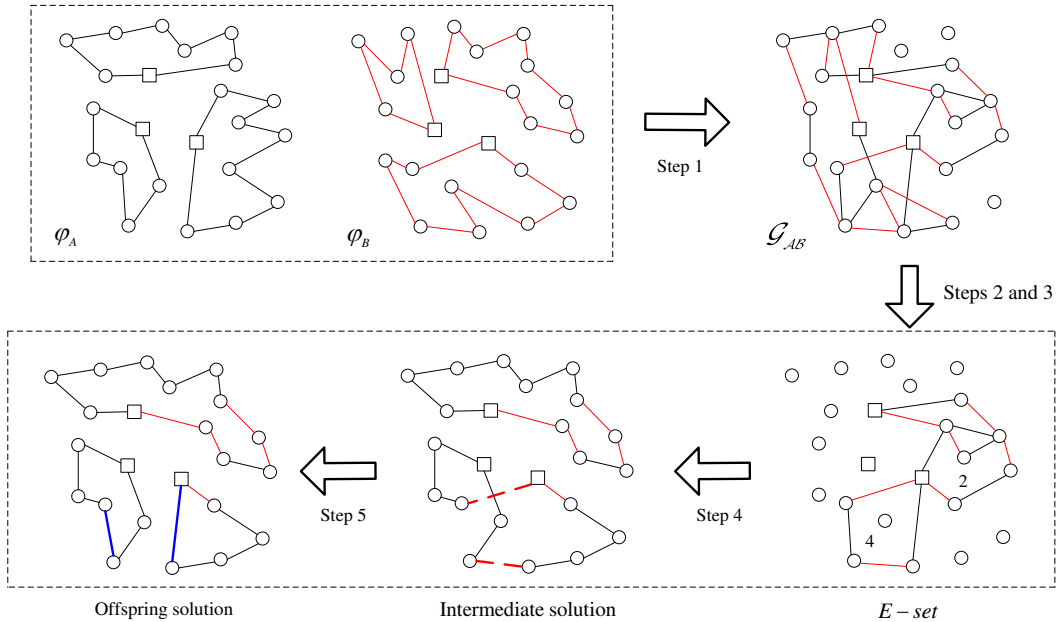 φ_A
φ_B
Step 1
𝒢_𝒜ℬ
Steps 2 and 3
2
4
Step 5
Step 4
Offspring solution
Intermediate solution
E – set